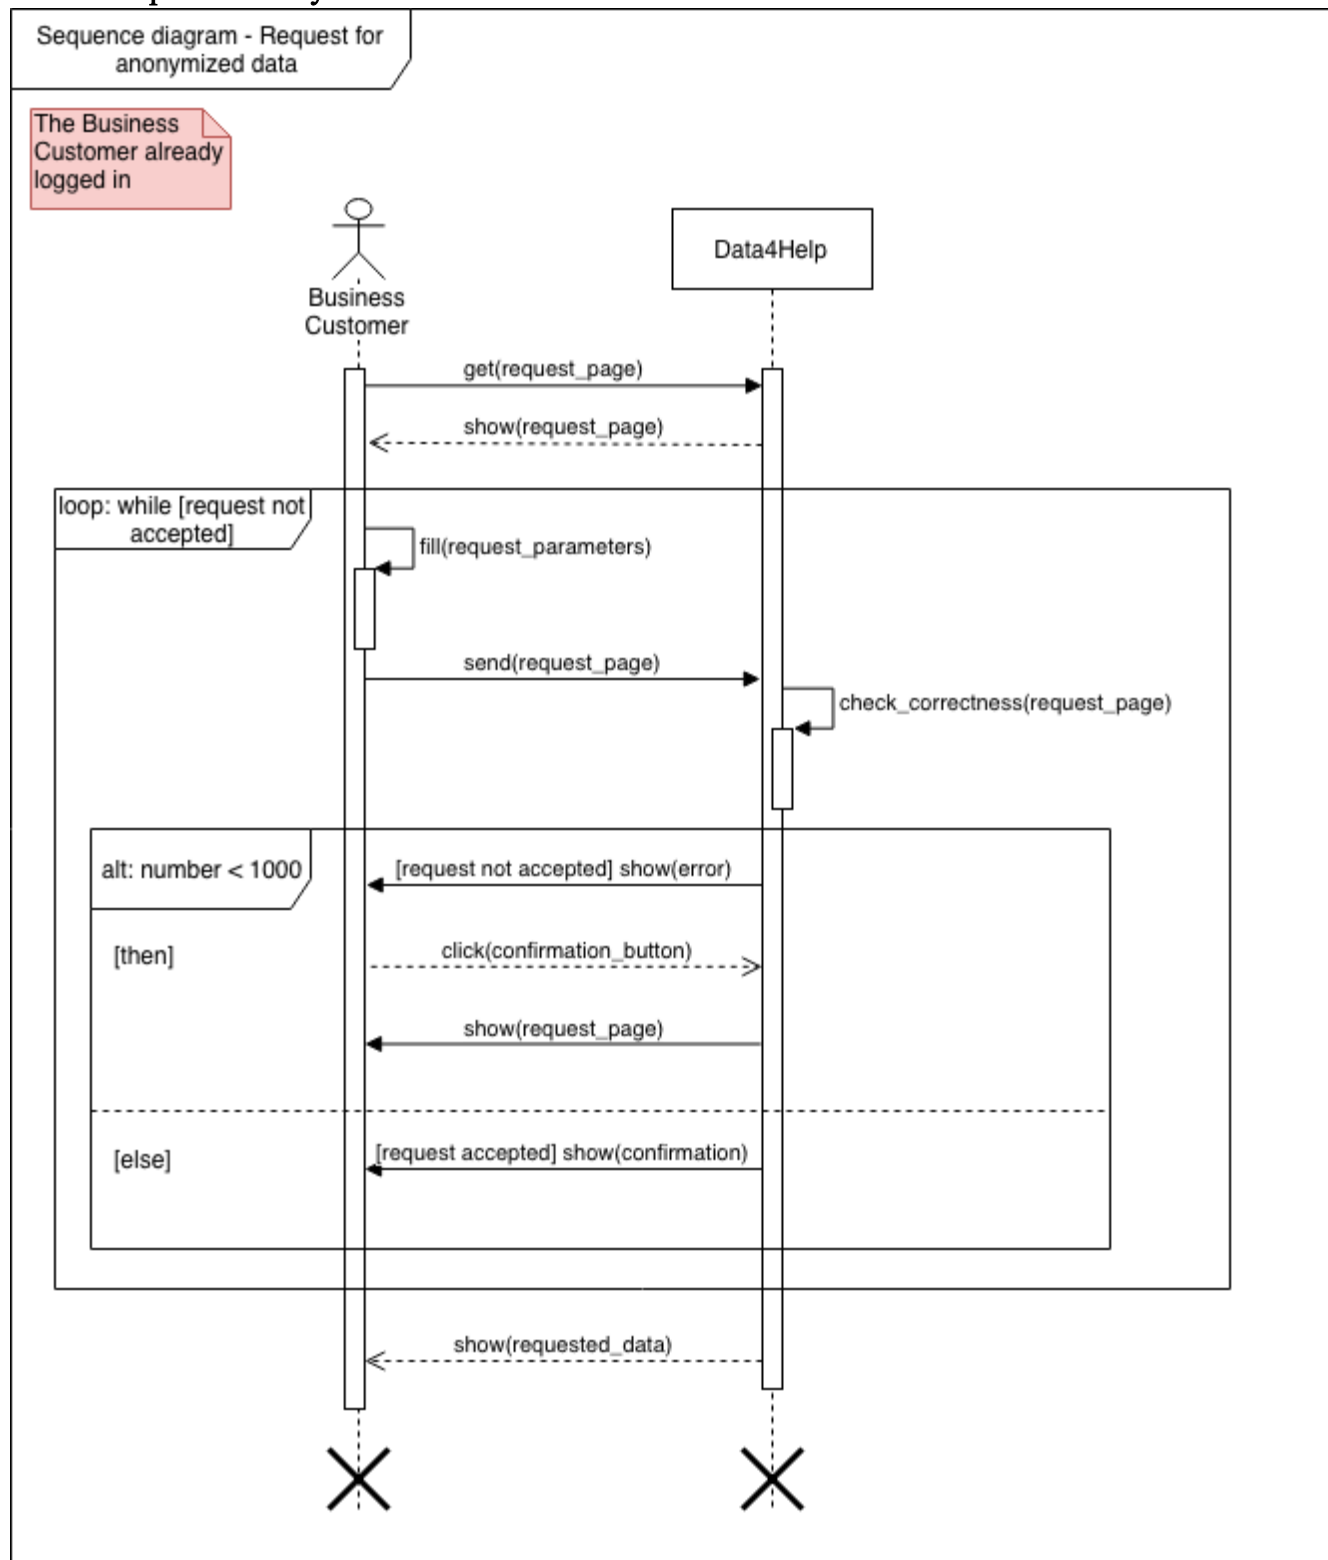 Sequence diagram - Request for
anonymized data
The Business
Customer already
logged in
Business
Customer
Data4Help
get(request_page)
show(request_page)
loop: while [request not
accepted]
fill(request_parameters)
send(request_page)
check_correctness(request_page)
alt: number < 1000
[request not accepted] show(error)
[then]
click(confirmation_button)
show(request_page)
[else]
[request accepted] show(confirmation)
show(requested_data)